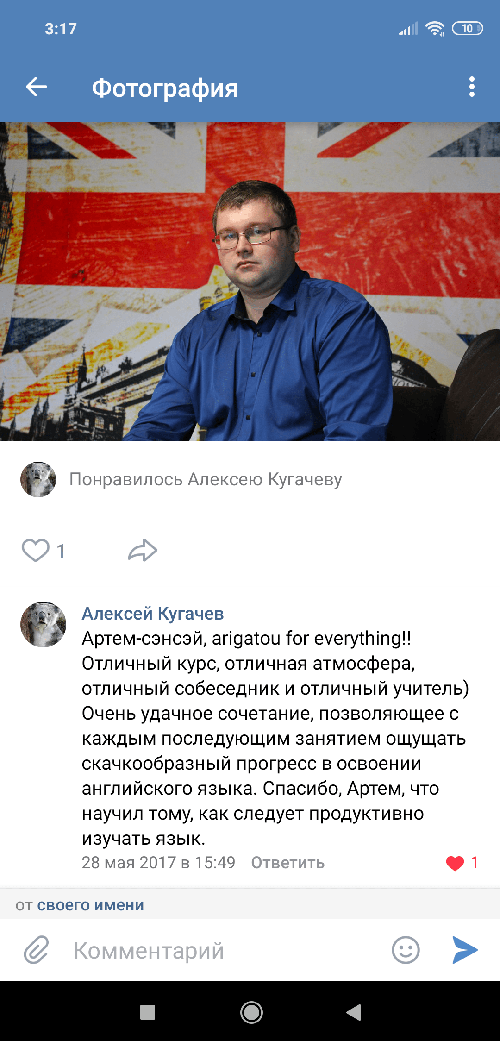 3:17
10
Фотография
Понравилось Алексею Кугачеву
1
Алексей Кугачев
Артем-сэнсэй, arigatou for everything!!
Отличный курс, отличная атмосфера,
отличный собеседник и отличный учитель)
Очень удачное сочетание, позволяющее с
каждым последующим занятием ощущать
скачкообразный прогресс в освоении
английского языка. Спасибо, Артем, что
научил тому, как следует продуктивно
изучать язык.
28 мая 2017 в 15:49 Ответить 1
от своего имени
Комментарий